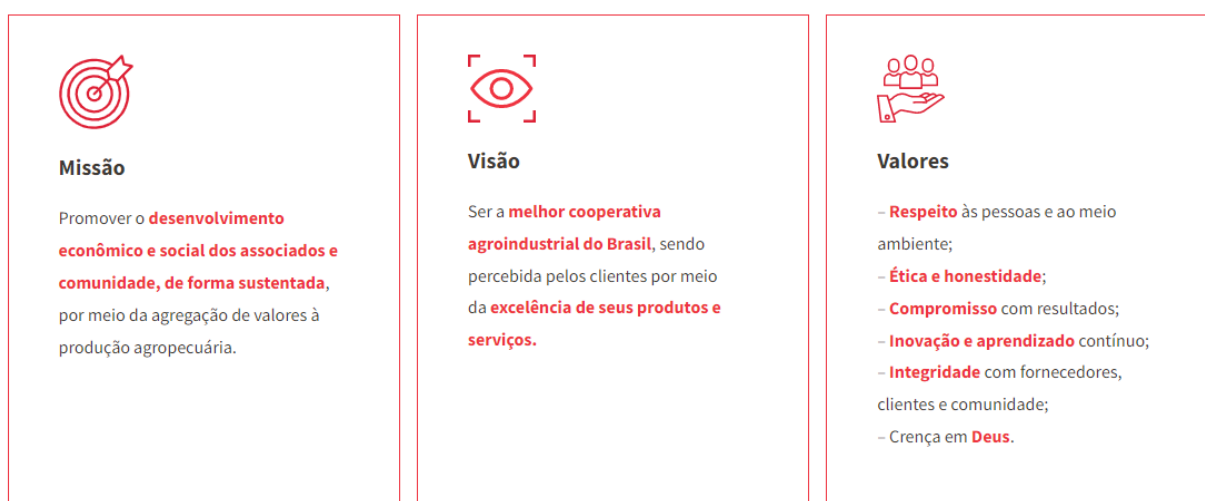 Missão
Promover o desenvolvimento
econômico e social dos associados e
comunidade, de forma sustentada,
por meio da agregação de valores à
produção agropecuária.
Visão
Ser a melhor cooperativa
agroindustrial do Brasil, sendo
percebida pelos clientes por meio
da excelência de seus produtos e
serviços.
Valores
– Respeito às pessoas e ao meio
ambiente;
– Ética e honestidade;
– Compromisso com resultados;
– Inovação e aprendizado contínuo;
– Integridade com fornecedores,
clientes e comunidade;
– Crença em Deus.